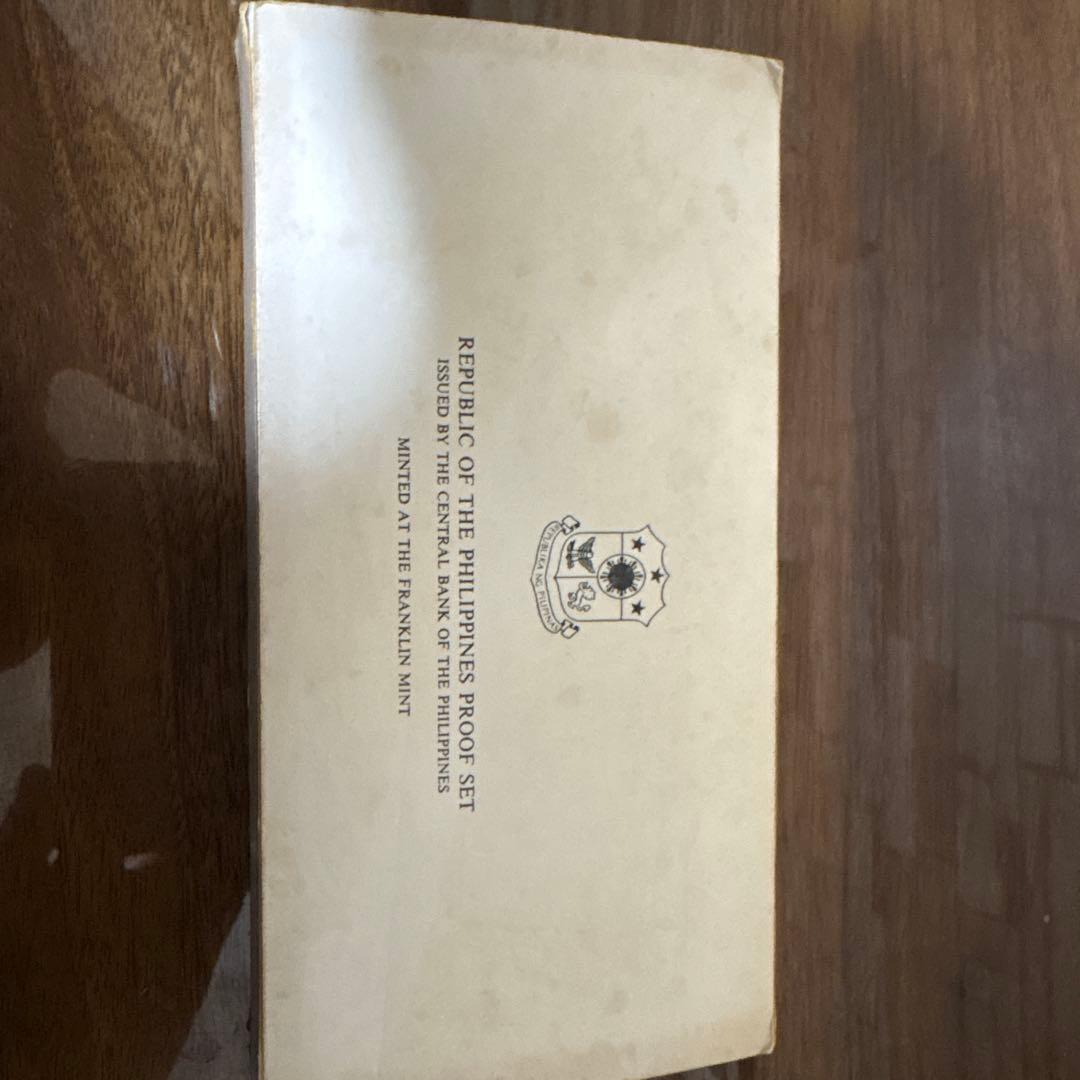 REPUBLIKA NG PILIPINAS
REPUBLIC OF THE PHILIPPINES PROOF SET
ISSUED BY THE CENTRAL BANK OF THE PHILIPPINES
MINTED AT THE FRANKLIN MINT